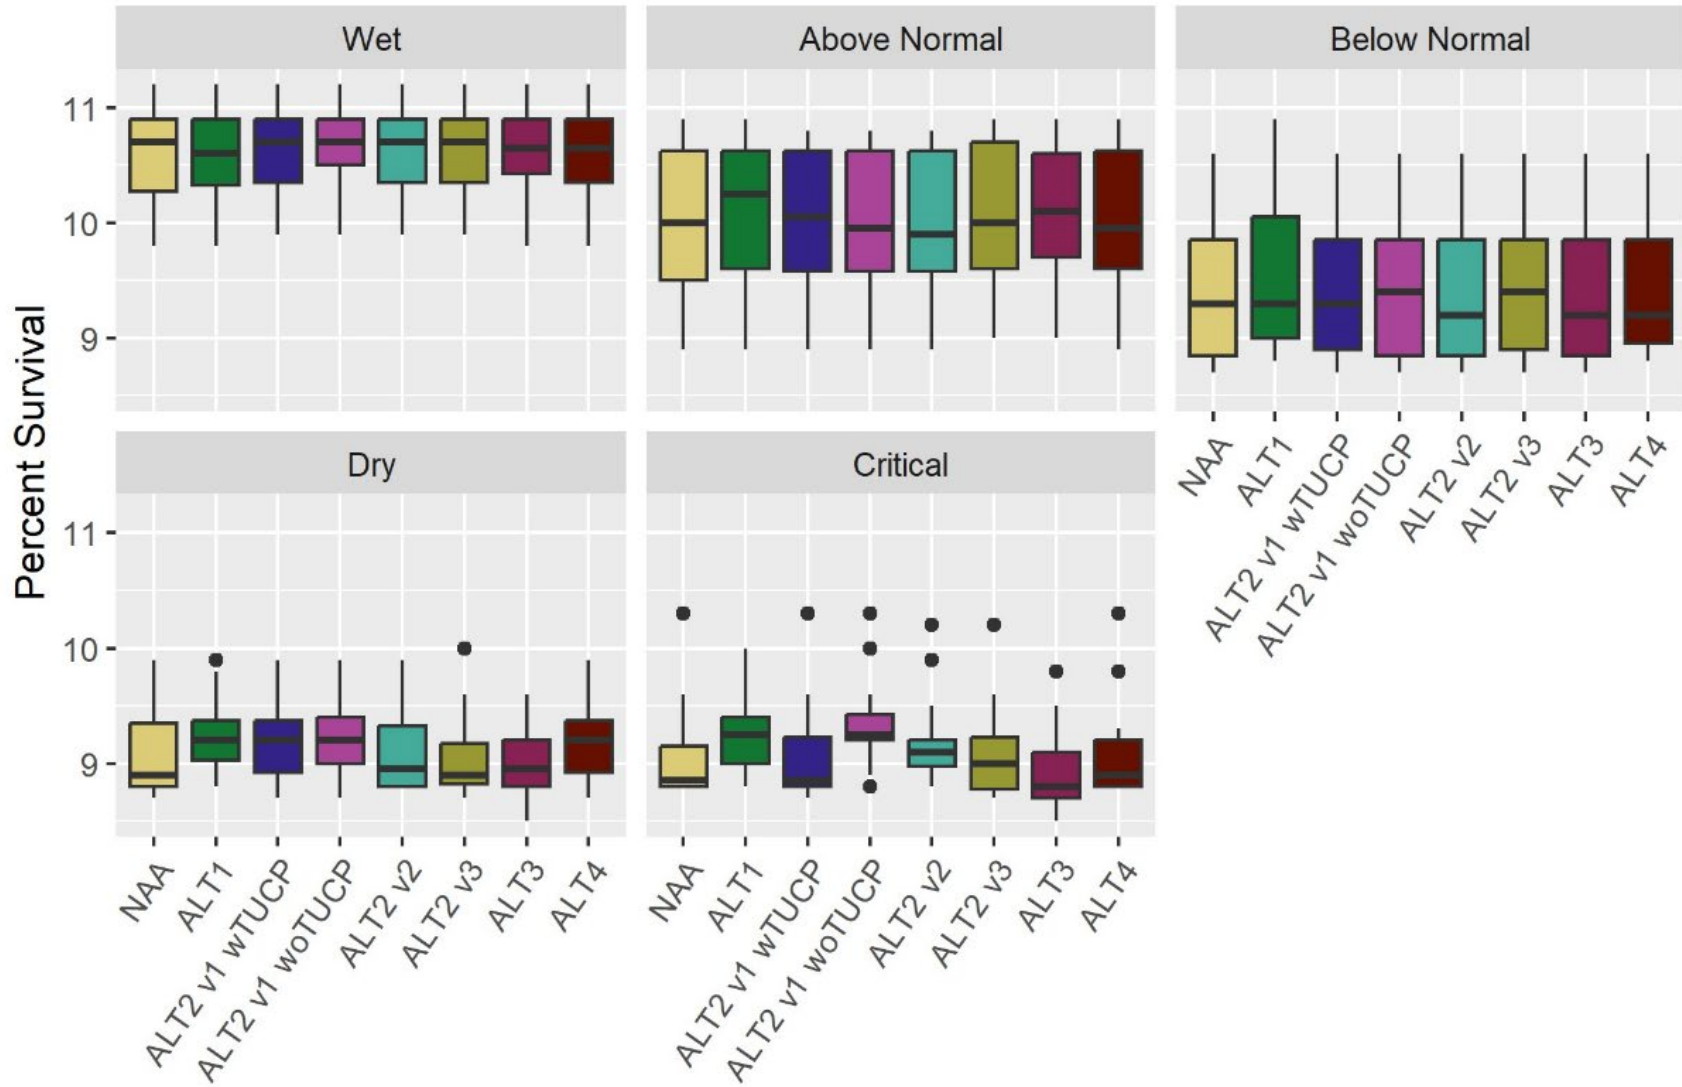 Wet
Above Normal
Below Normal
Percent Survival
11
10
9
NAA
ALT1
ALT2 v1 wTUCP
ALT2 v1 woTUCP
ALT2 v2
ALT2 v3
ALT3
ALT4
Dry
Critical
11
10
9
NAA
ALT1
ALT2 v1 wTUCP
ALT2 v1 woTUCP
ALT2 v2
ALT2 v3
ALT3
ALT4
NAA
ALT1
ALT2 v1 wTUCP
ALT2 v1 woTUCP
ALT2 v2
ALT2 v3
ALT3
ALT4